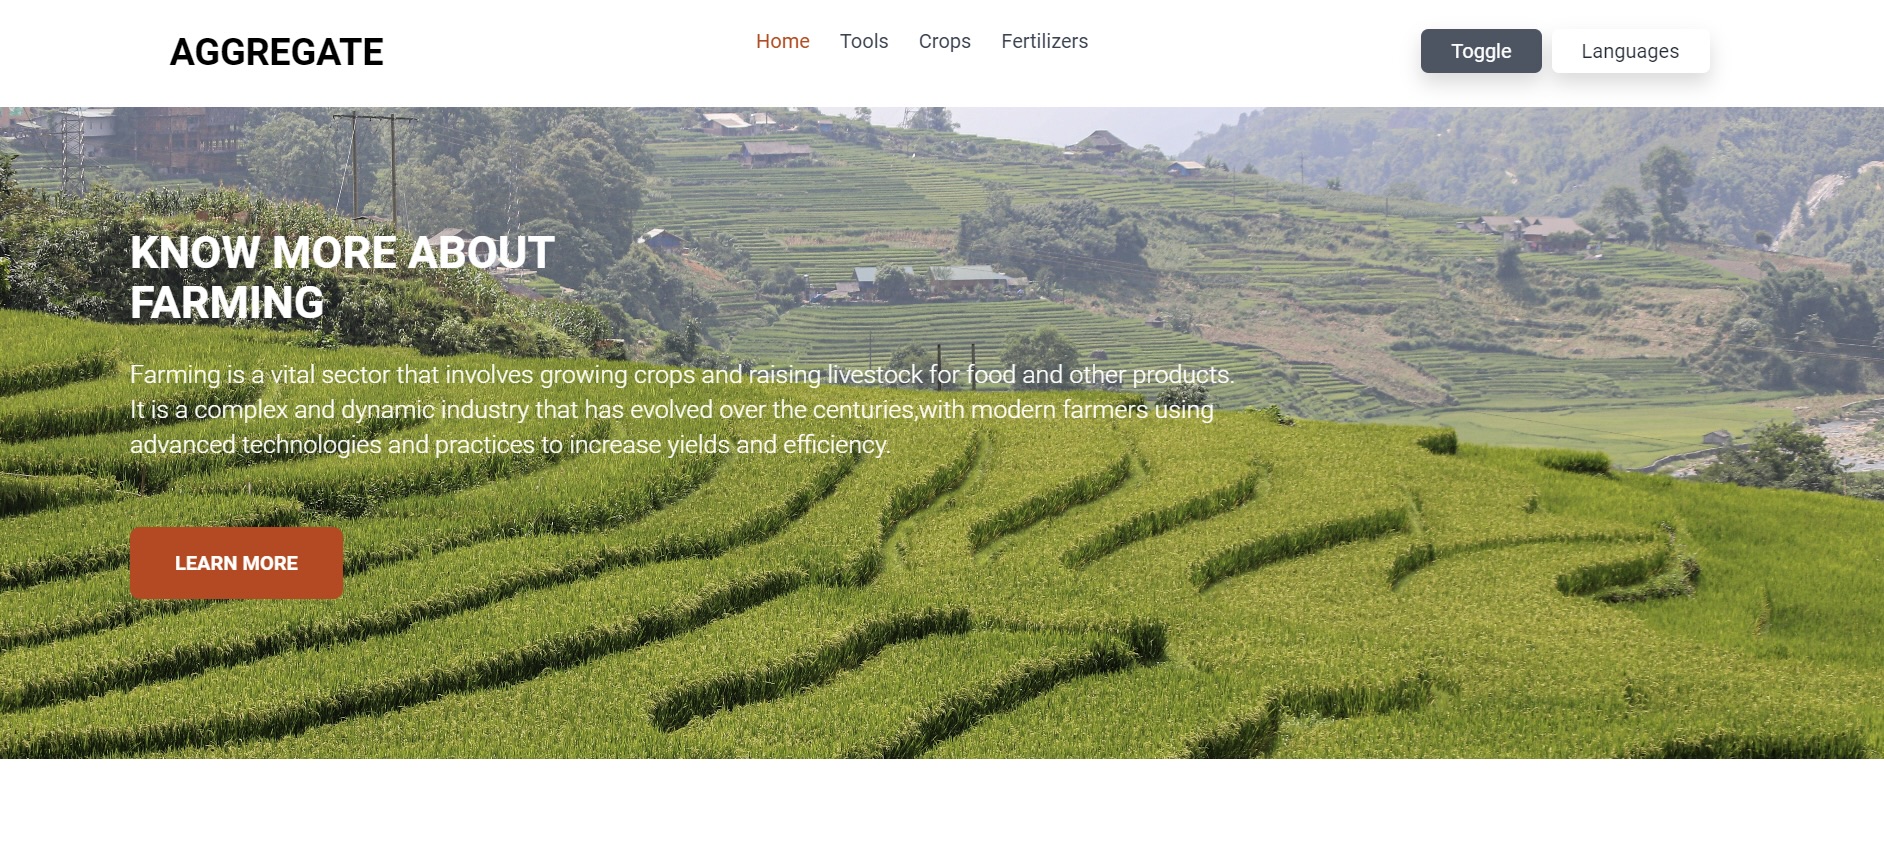 AGGREGATE
Home Tools Crops Fertilizers
Toggle Languages
KNOW MORE ABOUT
FARMING
Farming is a vital sector that involves growing crops and raising livestock for food and other products.
It is a complex and dynamic industry that has evolved over the centuries,with modern farmers using
advanced technologies and practices to increase yields and efficiency.
LEARN MORE